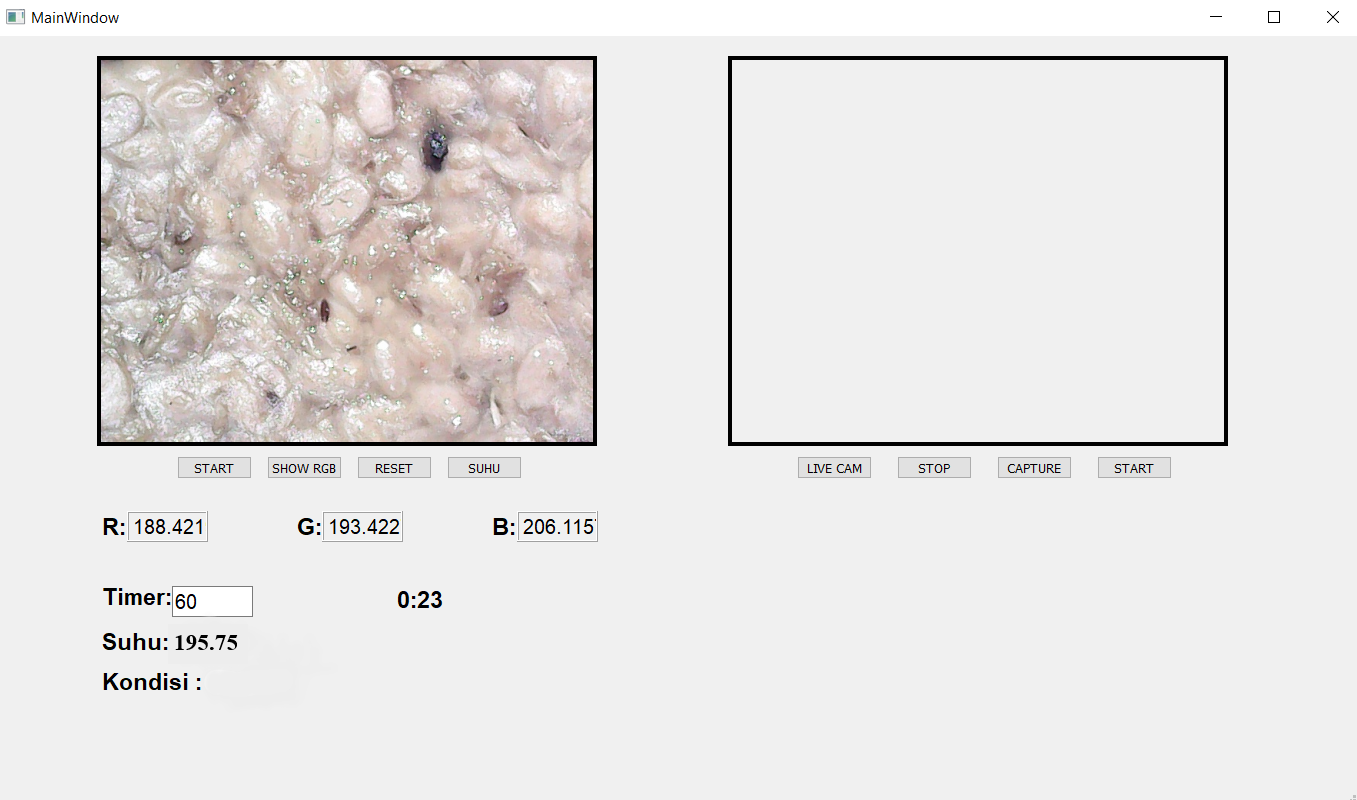 MainWindow
START SHOW RGB RESET SUHU
LIVE CAM STOP CAPTURE START
R: 188.421 G: 193.422 B: 206.115
Timer: 60 0:23
Suhu: 195.75
Kondisi :